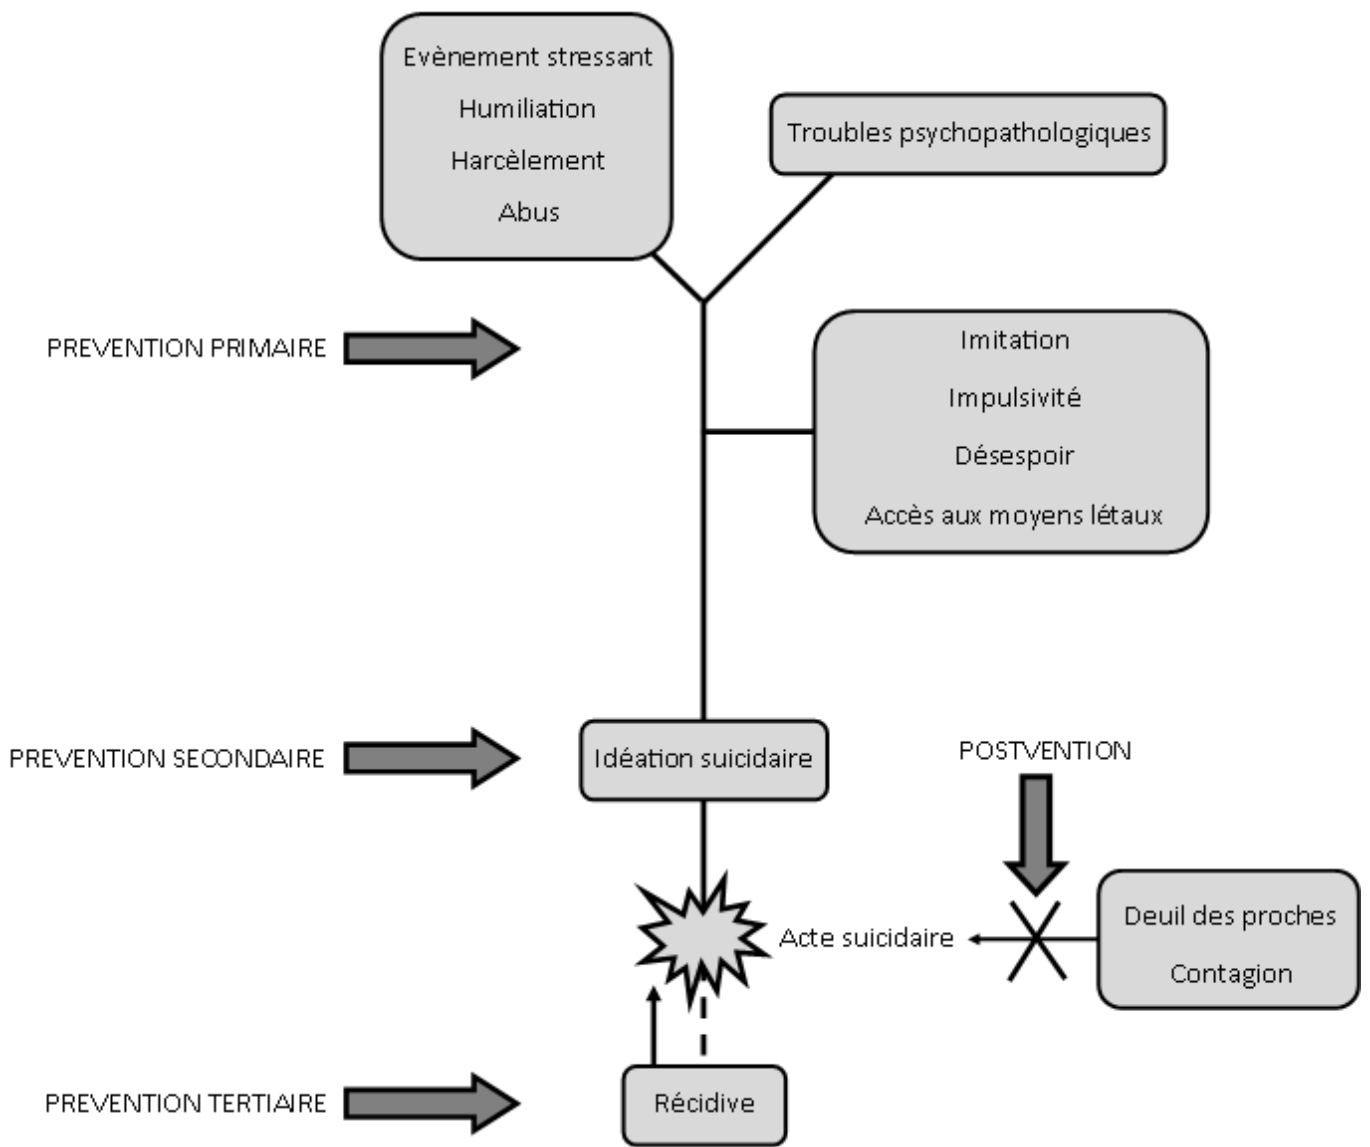 Evènement stressant
Humiliation
Harcèlement
Abus
Troubles psychopathologiques
PREVENTION PRIMAIRE
Imitation
Impulsivité
Désespoir
Accès aux moyens létaux
PREVENTION SECONDAIRE
Idéation suicidaire
POSTVENTION
Acte suicidaire
Deuil des proches
Contagion
PREVENTION TERTIAIRE
Récidive